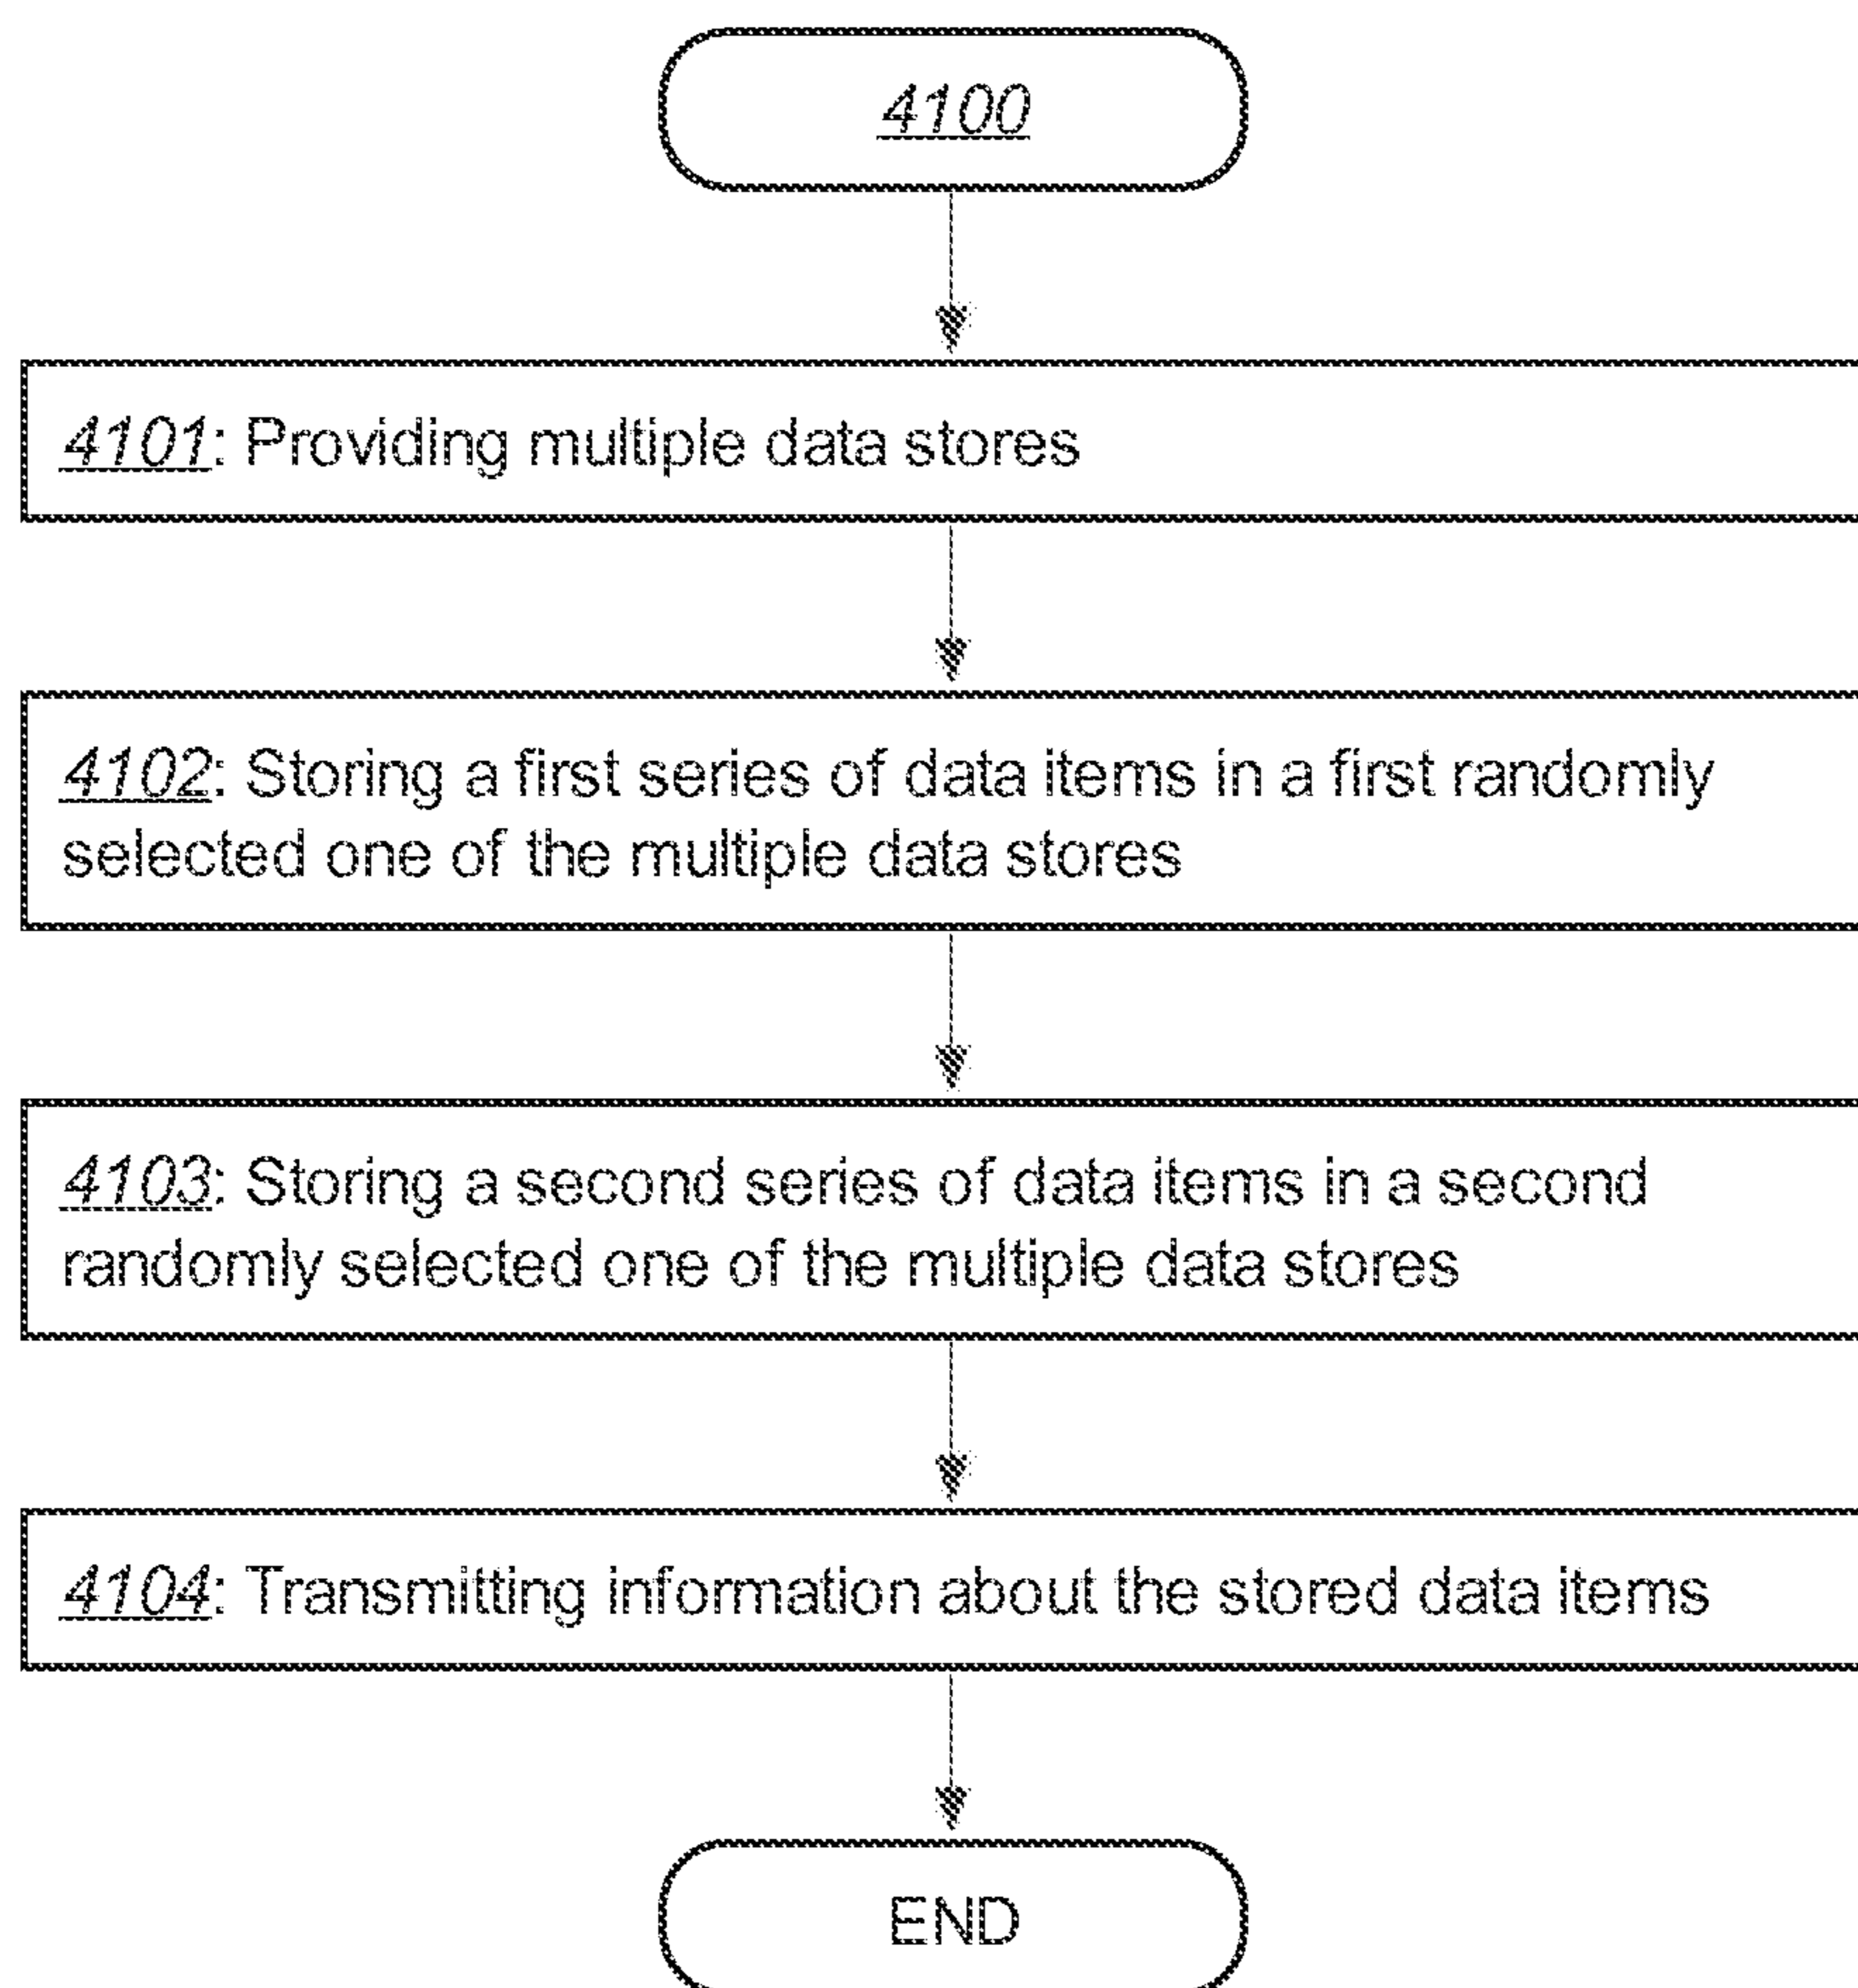 4100
4101: Providing multiple data stores
4102: Storing a first series of data items in a first randomly
selected one of the multiple data stores
4103: Storing a second series of data items in a second
randomly selected one of the multiple data stores
4104: Transmitting information about the stored data items
END